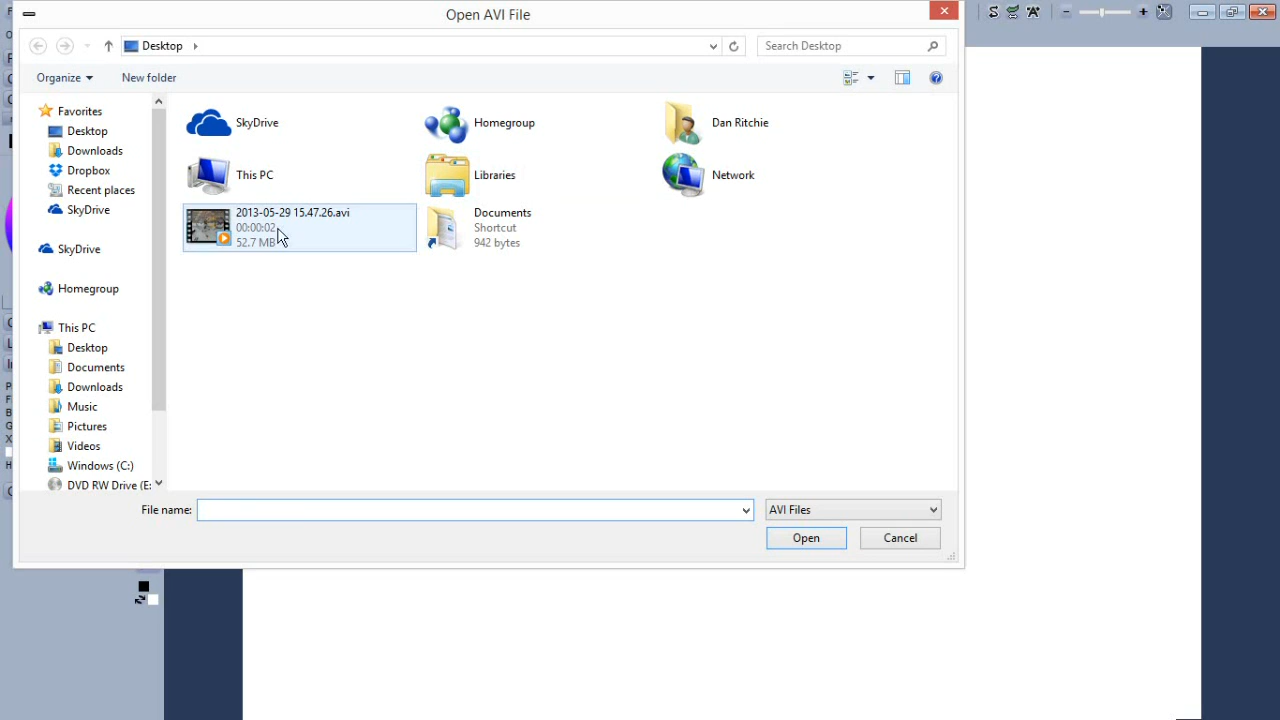 Open AVI File
Desktop
Search Desktop
Organize
New folder
Favorites
Desktop
Downloads
Dropbox
Recent places
SkyDrive
SkyDrive
Homegroup
This PC
Desktop
Documents
Downloads
Music
Pictures
Videos
Windows (C:)
DVD RW Drive (E:
SkyDrive
Homegroup
Dan Ritchie
This PC
Libraries
Network
2013-05-29 15.47.26.avi
00:00:02
52.7 MB
Documents
Shortcut
942 bytes
File name:
AVI Files
Open
Cancel